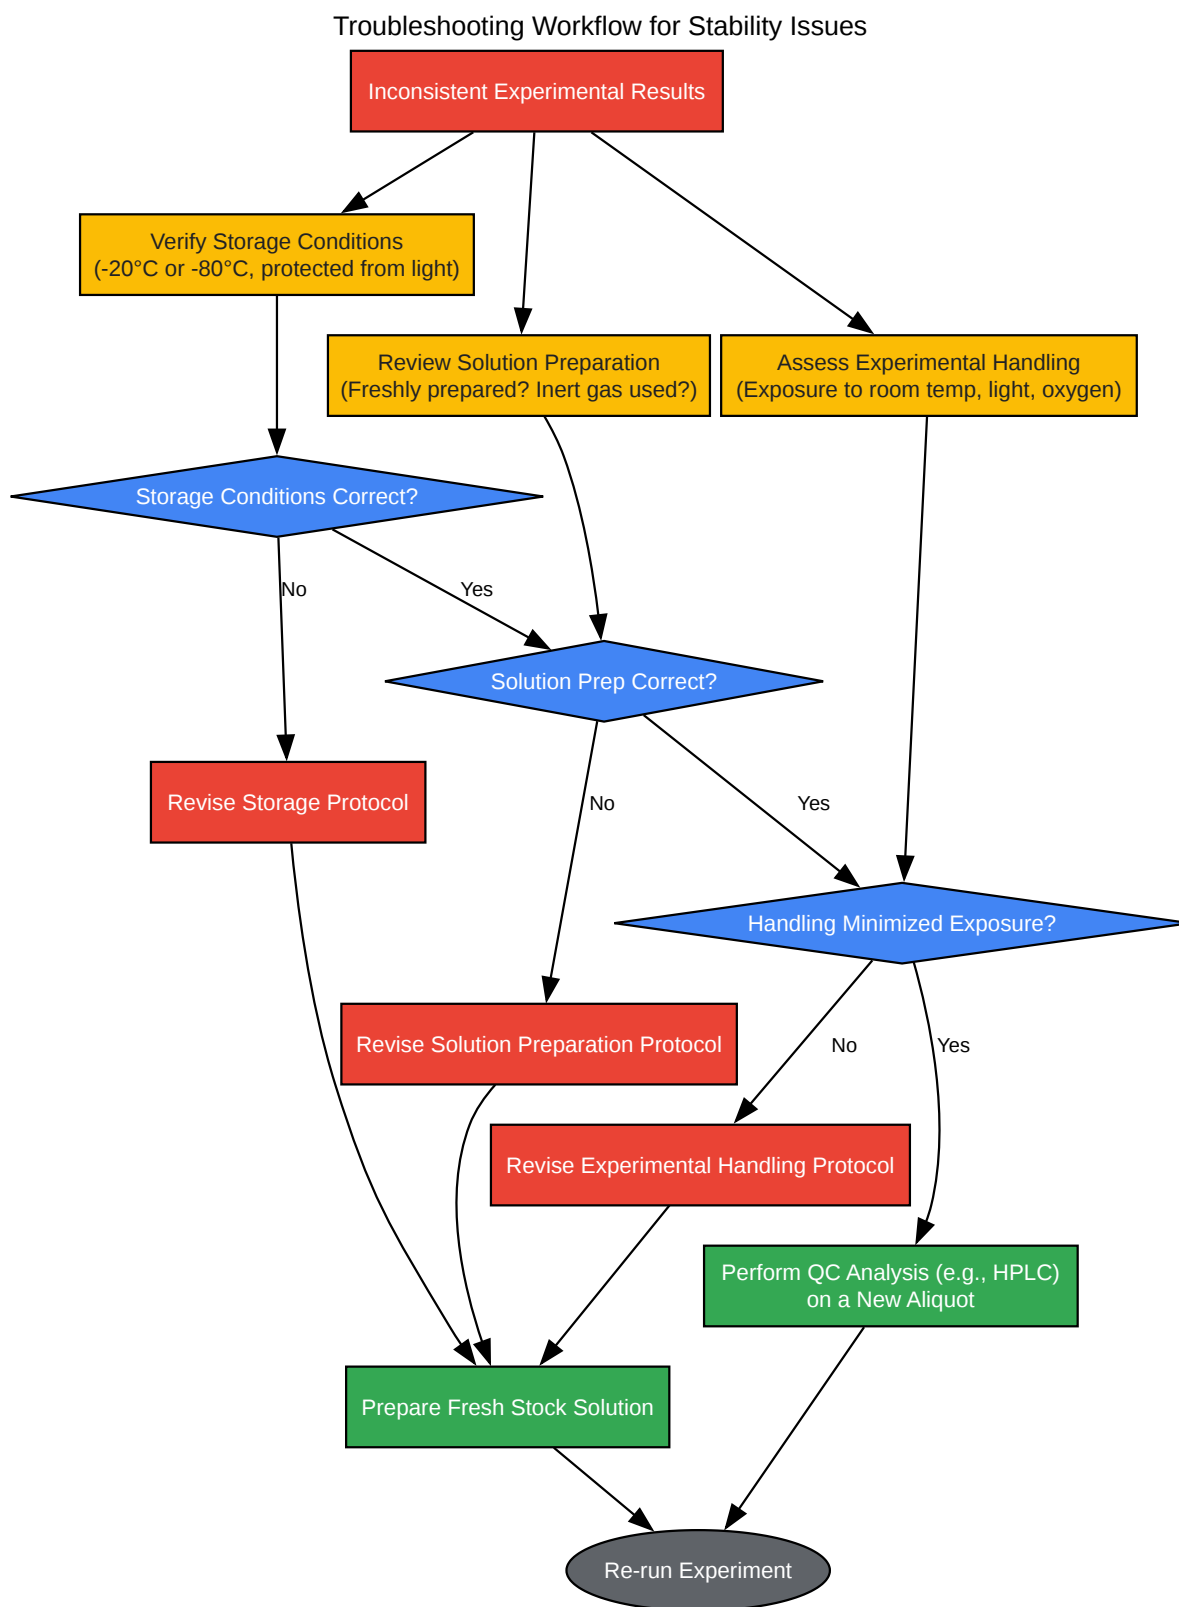 Troubleshooting Workflow for Stability Issues
Inconsistent Experimental Results
Verify Storage Conditions
(-20°C or -80°C, protected from light)
Review Solution Preparation
(Freshly prepared? Inert gas used?)
Assess Experimental Handling
(Exposure to room temp, light, oxygen)
Storage Conditions Correct?
No
Yes
Solution Prep Correct?
Revise Storage Protocol
No
Yes
Handling Minimized Exposure?
Revise Solution Preparation Protocol
No
Yes
Revise Experimental Handling Protocol
Perform QC Analysis (e.g., HPLC)
on a New Aliquot
Prepare Fresh Stock Solution
Re-run Experiment